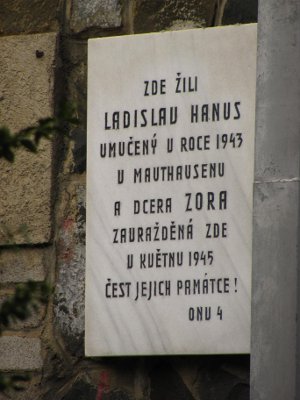 ZDE ŽILI
LADISLAV HANUS
UMUČENÝ V ROCE 1943
V MAUTHAUSENU
A DCERA ZORA
ZAVRAŽDĚNÁ ZDE
V KVĚTNU 1945
ČEST JEJICH PAMÁTCE!
ONV 4